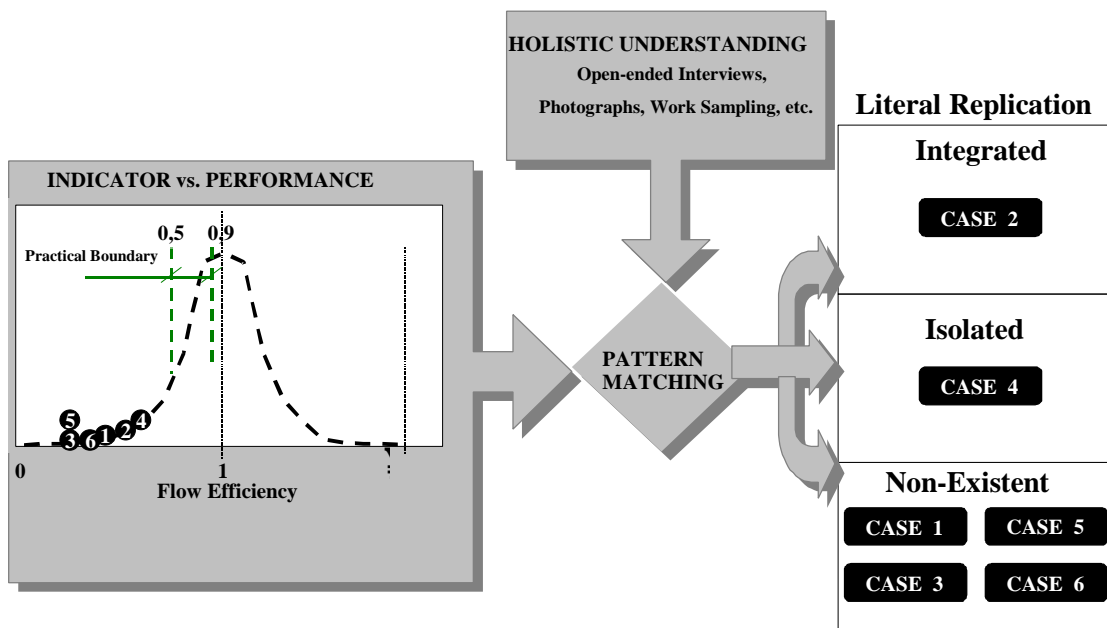 HOLISTIC UNDERSTANDING
Open-ended Interviews,
Photographs, Work Sampling, etc.
INDICATOR vs. PERFORMANCE
0,5 0,9
Practical Boundary
5 4
3 6 1 2
0 1
Flow Efficiency
PATTERN
MATCHING
Literal Replication
Integrated
CASE 2
Isolated
CASE 4
Non-Existent
CASE 1 CASE 5
CASE 3 CASE 6